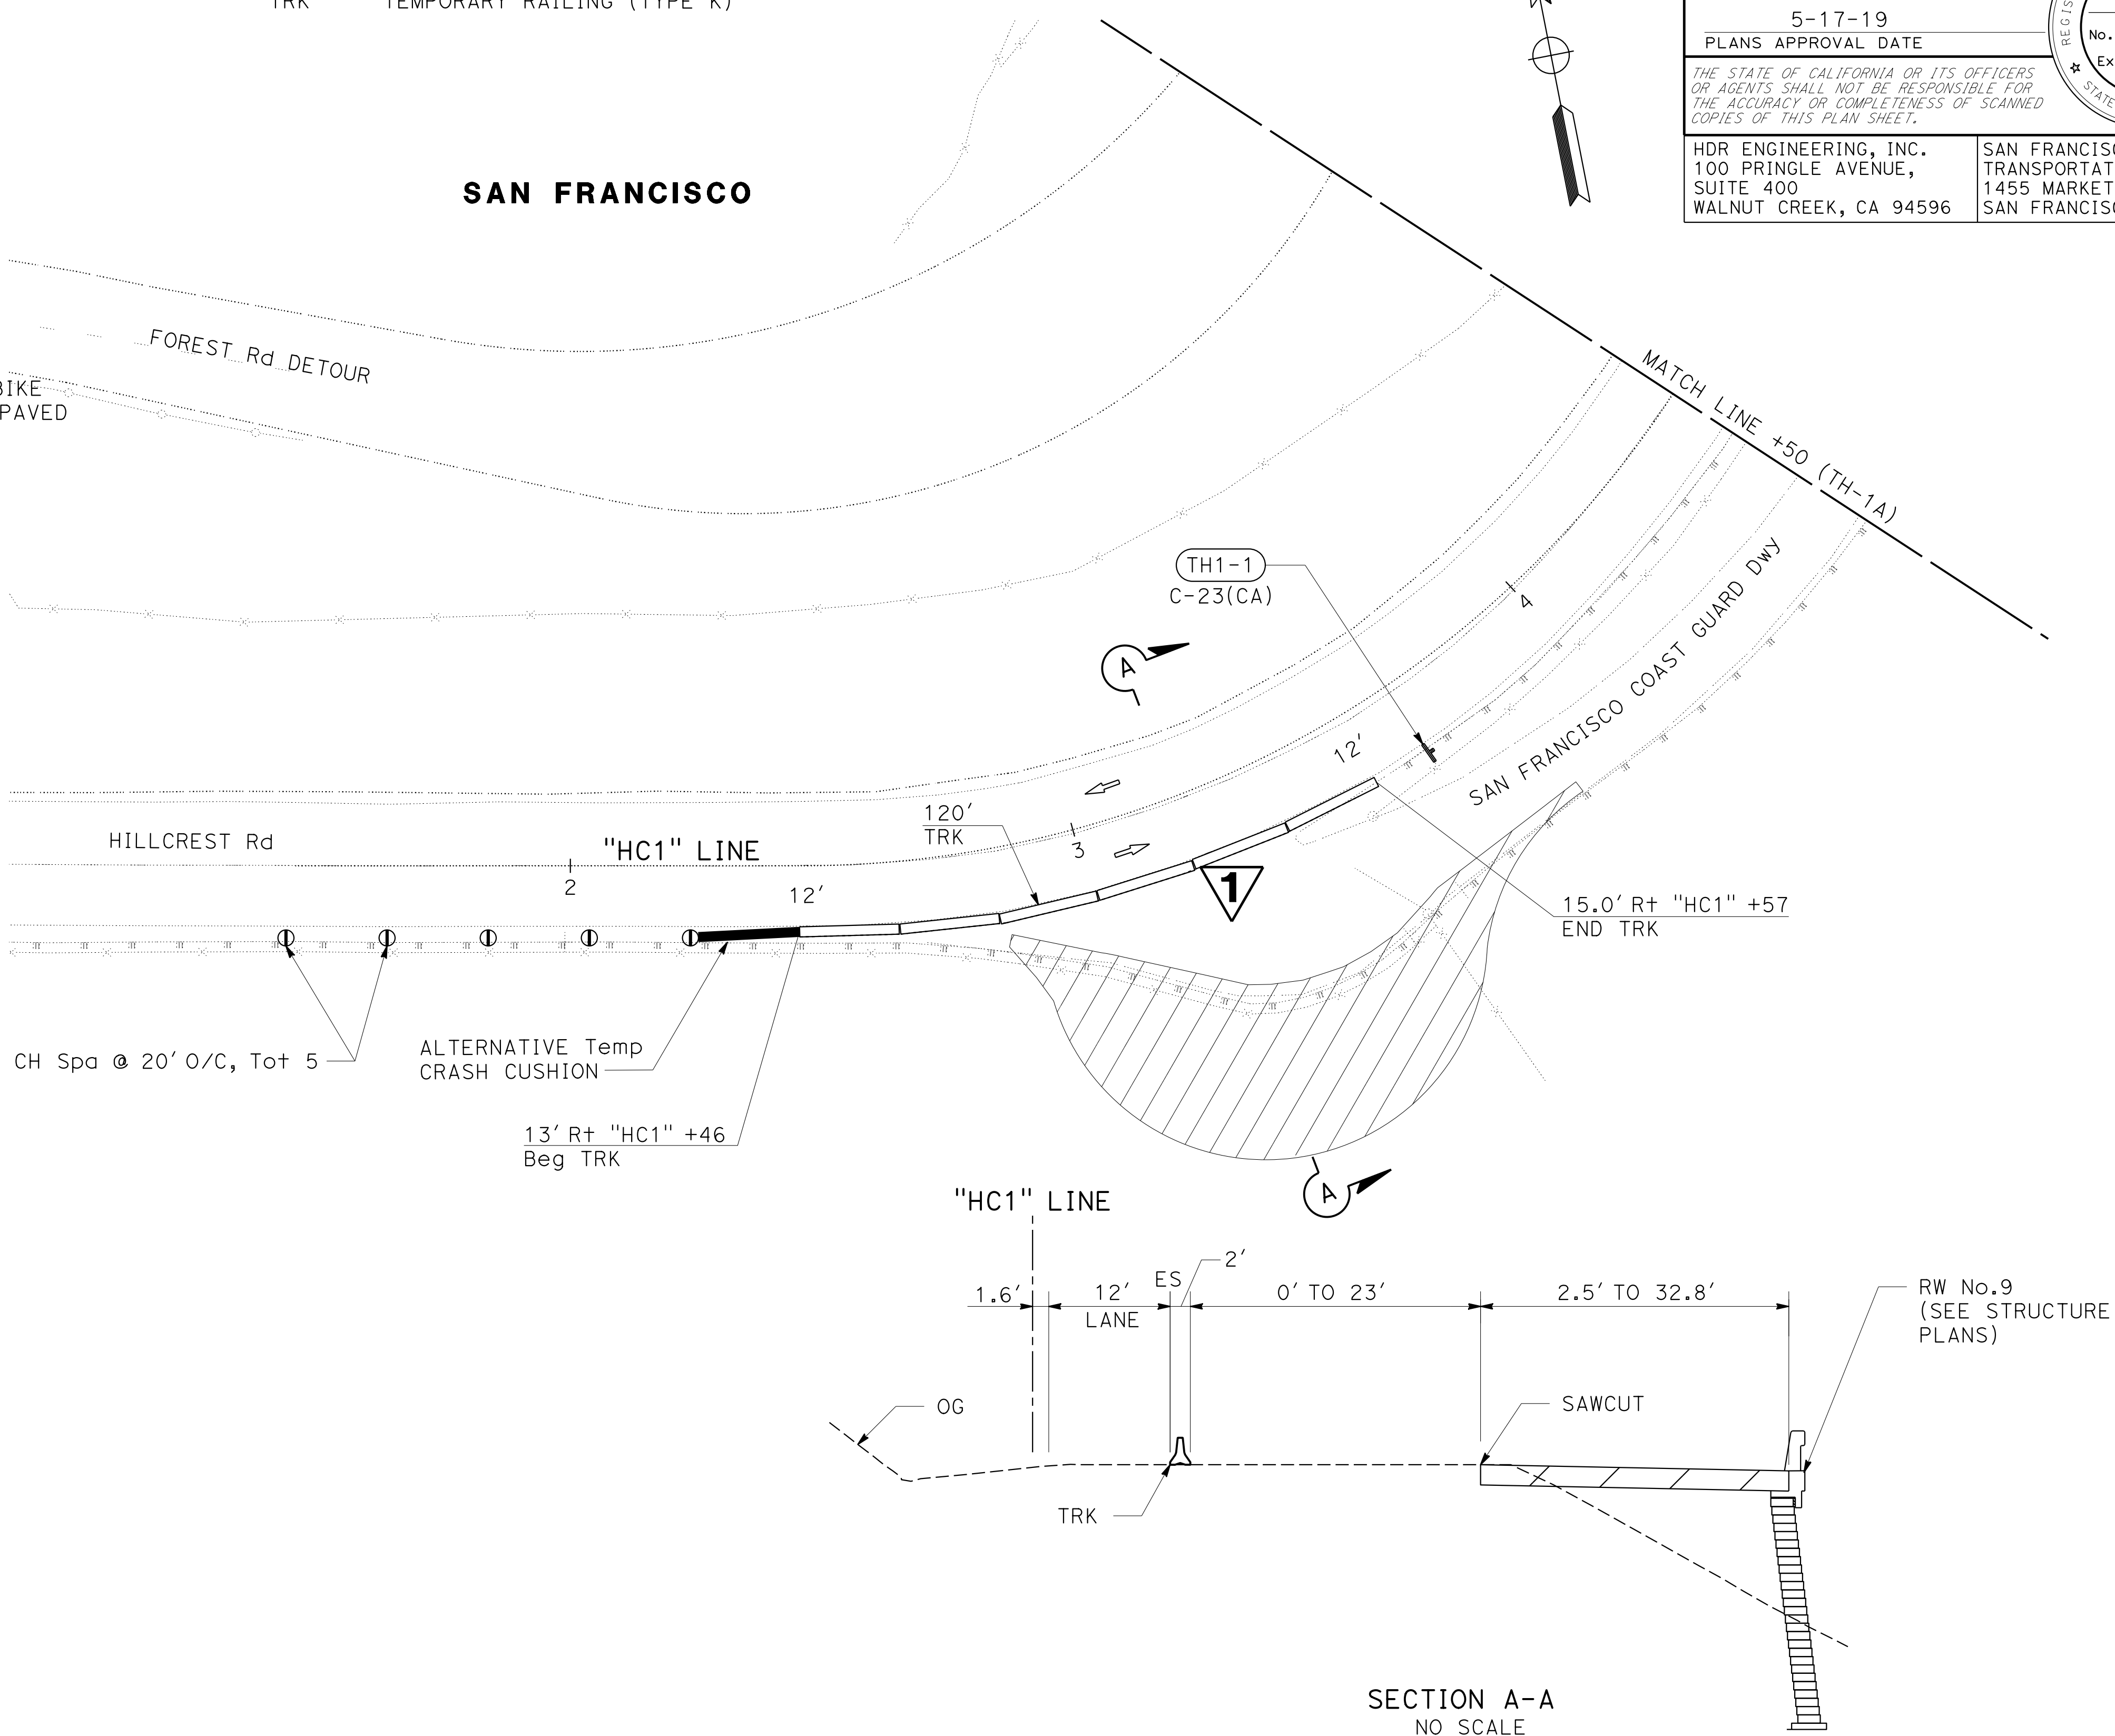 TRK TEMPORARY RAILING (TYPE K)
5-17-19
PLANS APPROVAL DATE
THE STATE OF CALIFORNIA OR ITS OFFICERS
OR AGENTS SHALL NOT BE RESPONSIBLE FOR
THE ACCURACY OR COMPLETENESS OF SCANNED
COPIES OF THIS PLAN SHEET.
REGIS
No.
Ex
STATE
HDR ENGINEERING, INC.
100 PRINGLE AVENUE,
SUITE 400
WALNUT CREEK, CA 94596
SAN FRANCISC
TRANSPORTAT
1455 MARKET
SAN FRANCISC
SAN FRANCISCO
FOREST Rd DETOUR
BIKE
PAVED
MATCH LINE +50 (TH-1A)
TH1-1
C-23(CA)
4
A
SAN FRANCISCO COAST GUARD Dwy
12'
120'
TRK
3
HILLCREST Rd
"HC1" LINE
2
12'
1
15.0' Rt "HC1" +57
END TRK
CH Spa @ 20' O/C, Tot 5
ALTERNATIVE Temp
CRASH CUSHION
13' Rt "HC1" +46
Beg TRK
A
"HC1" LINE
2'
ES
1.6'
12'
LANE
0' TO 23'
2.5' TO 32.8'
RW No.9
(SEE STRUCTURE
PLANS)
OG
SAWCUT
TRK
SECTION A-A
NO SCALE